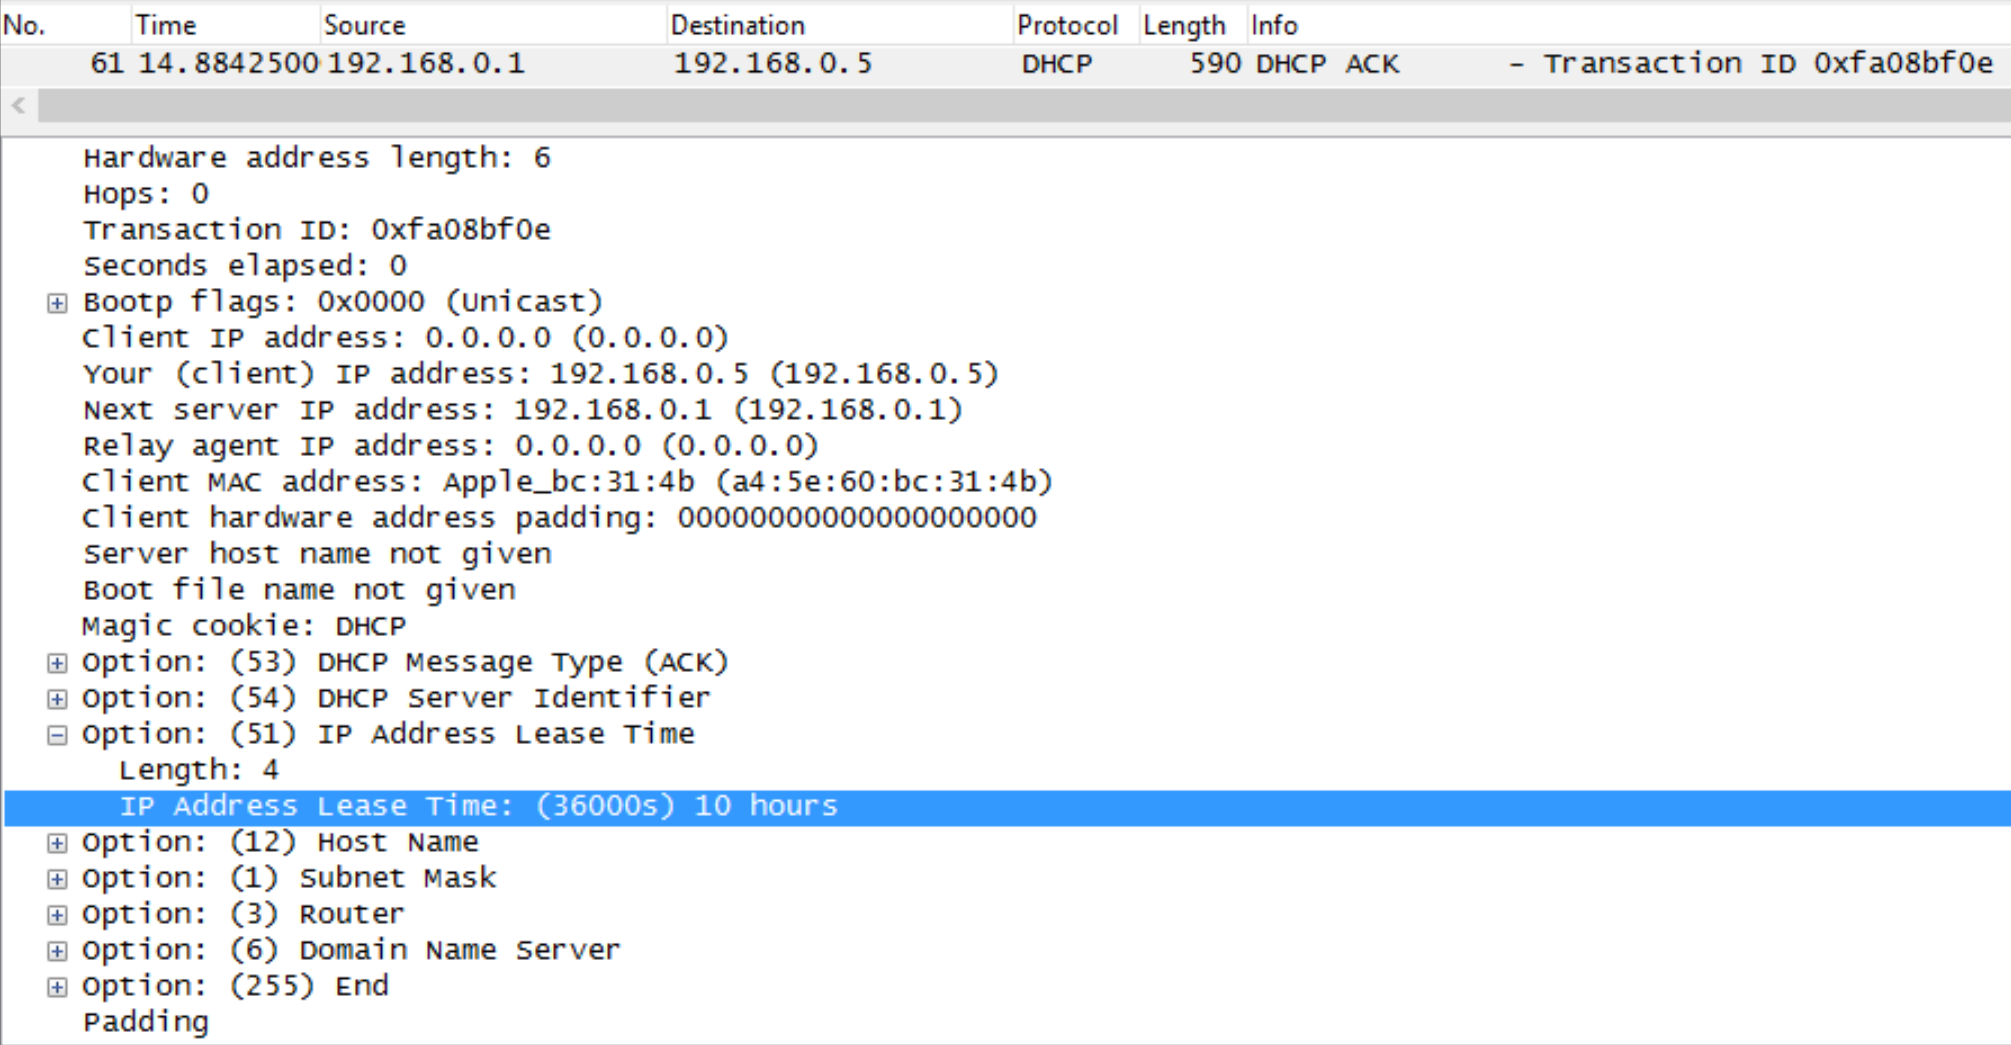 No. Time Source Destination Protocol Length Info
61 14.8842500 192.168.0.1 192.168.0.5 DHCP 590 DHCP ACK - Transaction ID 0xfa08bf0e
Hardware address length: 6
Hops: 0
Transaction ID: 0xfa08bf0e
Seconds elapsed: 0
Bootp flags: 0x0000 (Unicast)
Client IP address: 0.0.0.0 (0.0.0.0)
Your (client) IP address: 192.168.0.5 (192.168.0.5)
Next server IP address: 192.168.0.1 (192.168.0.1)
Relay agent IP address: 0.0.0.0 (0.0.0.0)
Client MAC address: Apple_bc:31:4b (a4:5e:60:bc:31:4b)
Client hardware address padding: 00000000000000000000
Server host name not given
Boot file name not given
Magic cookie: DHCP
Option: (53) DHCP Message Type (ACK)
Option: (54) DHCP Server Identifier
Option: (51) IP Address Lease Time
Length: 4
IP Address Lease Time: (36000s) 10 hours
Option: (12) Host Name
Option: (1) Subnet Mask
Option: (3) Router
Option: (6) Domain Name Server
Option: (255) End
Padding